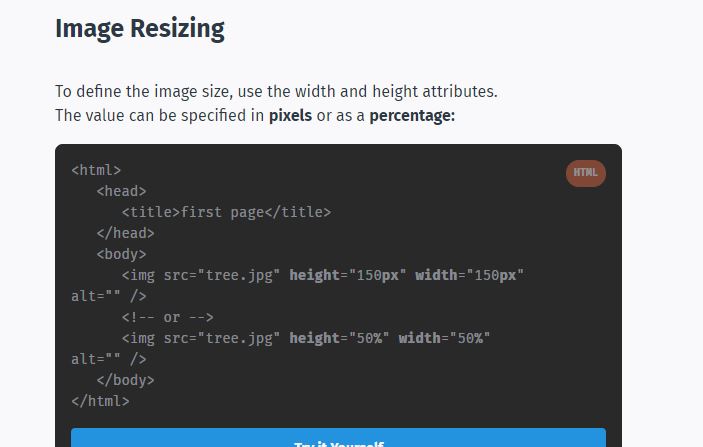 Image Resizing
To define the image size, use the width and height attributes.
The value can be specified in pixels or as a percentage:
HTML
<html>
<head>
<title>first page</title>
</head>
<body>
<img src="tree.jpg" height="150px" width="150px"
alt="" />
<!-- or -->
<img src="tree.jpg" height="50%" width="50%"
alt="" />
</body>
</html>
Try it Yourself